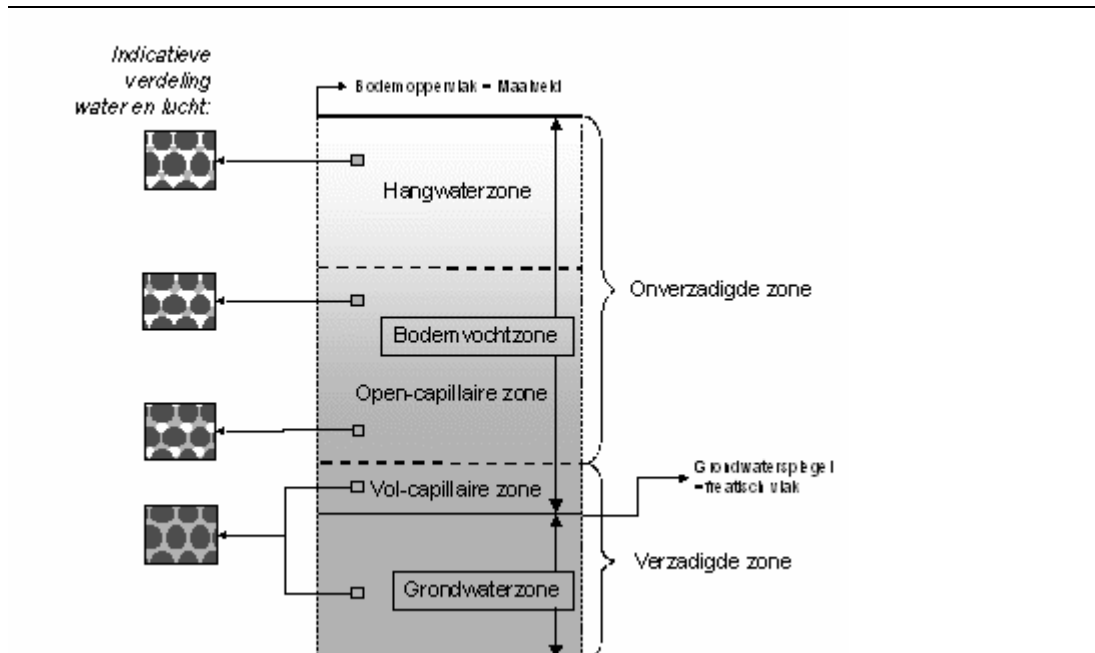 Indicatieve
verdeling
water en lucht:
Bodemoppervlak = Maaiveld
Hangwaterzone
Onverzadigde zone
Bodemvochtzone
Open-capillaire zone
Grondwaterspiegel
=freatisch vlak
Vol-capillaire zone
Verzadigde zone
Grondwaterzone